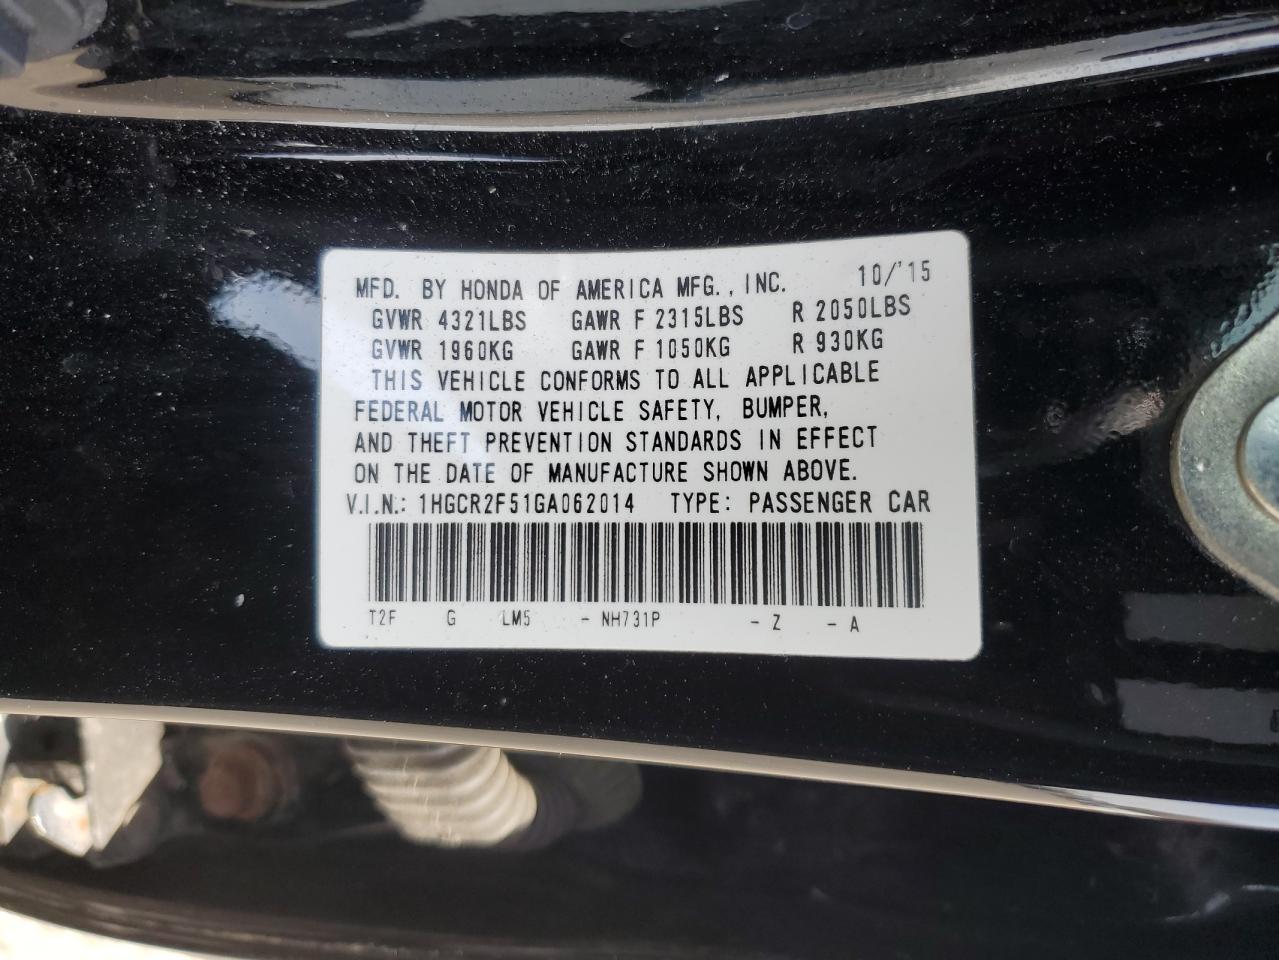 MFD. BY HONDA OF AMERICA MFG., INC. 10/'15
GVWR 4321LBS GAWR F 2315LBS R 2050LBS
GVWR 1960KG GAWR F 1050KG R 930KG
THIS VEHICLE CONFORMS TO ALL APPLICABLE
FEDERAL MOTOR VEHICLE SAFETY, BUMPER,
AND THEFT PREVENTION STANDARDS IN EFFECT
ON THE DATE OF MANUFACTURE SHOWN ABOVE.
V.I.N.: 1HGCR2F51GA062014 TYPE: PASSENGER CAR
T2F G LM5 - NH731P - Z - A